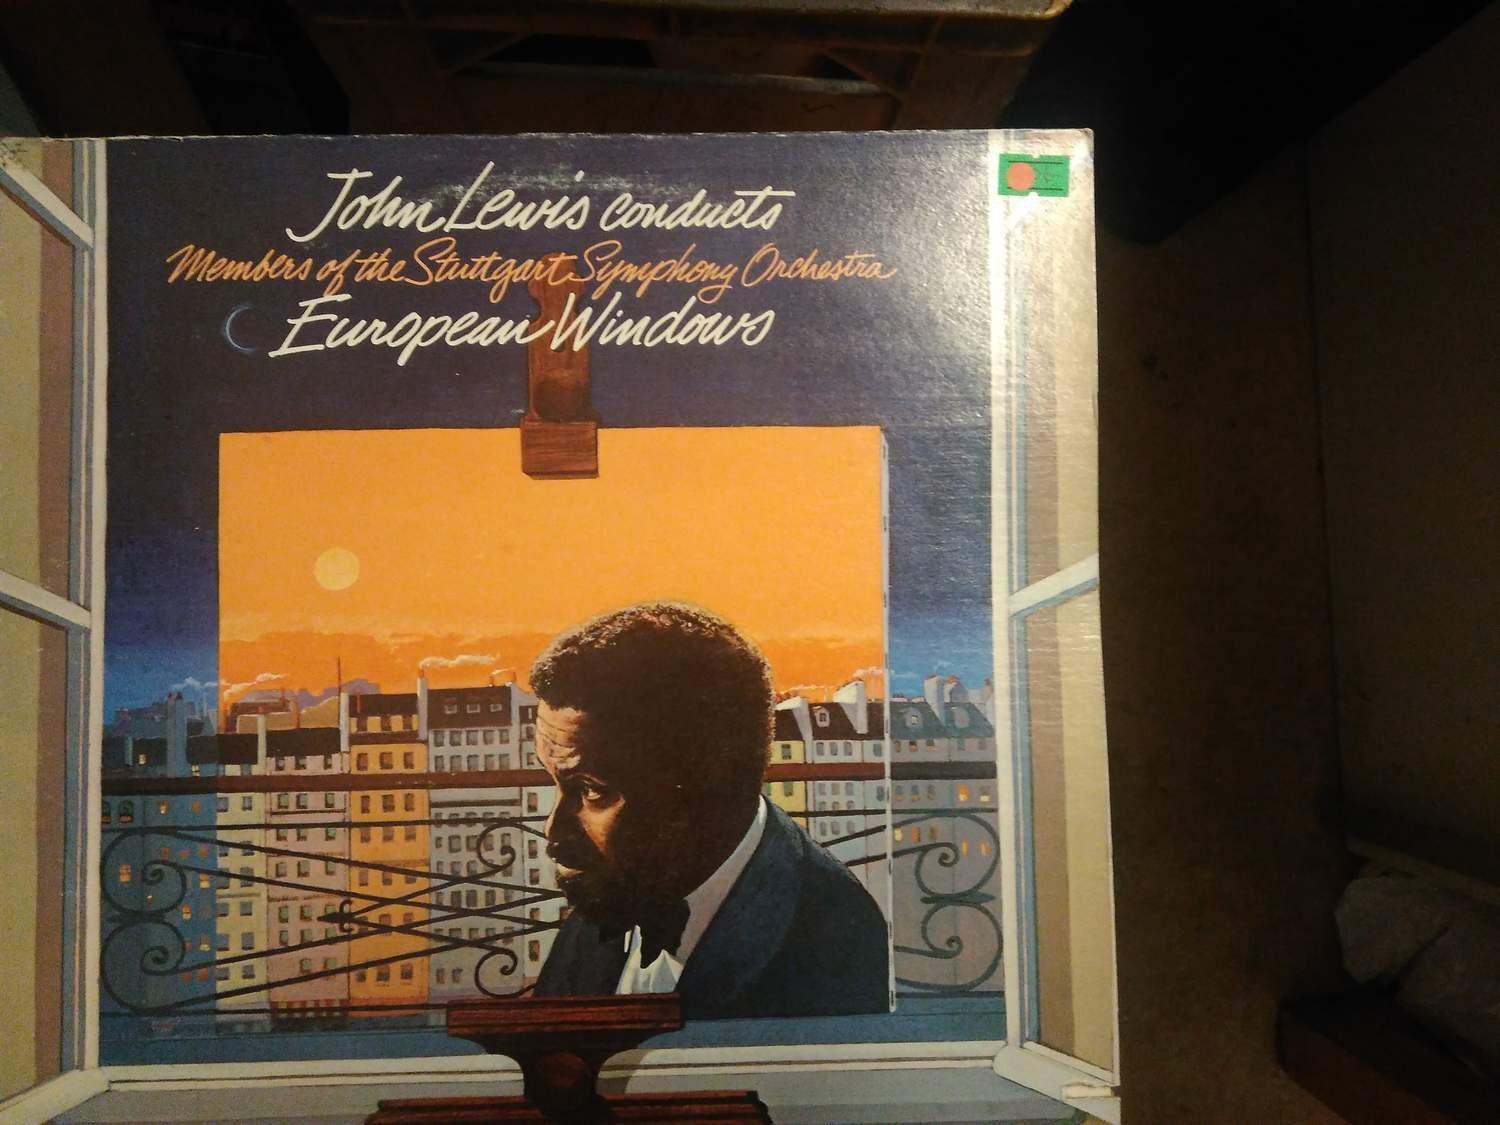 John Lewis conducts
Members of the Stuttgart Symphony Orchestra
European Windows